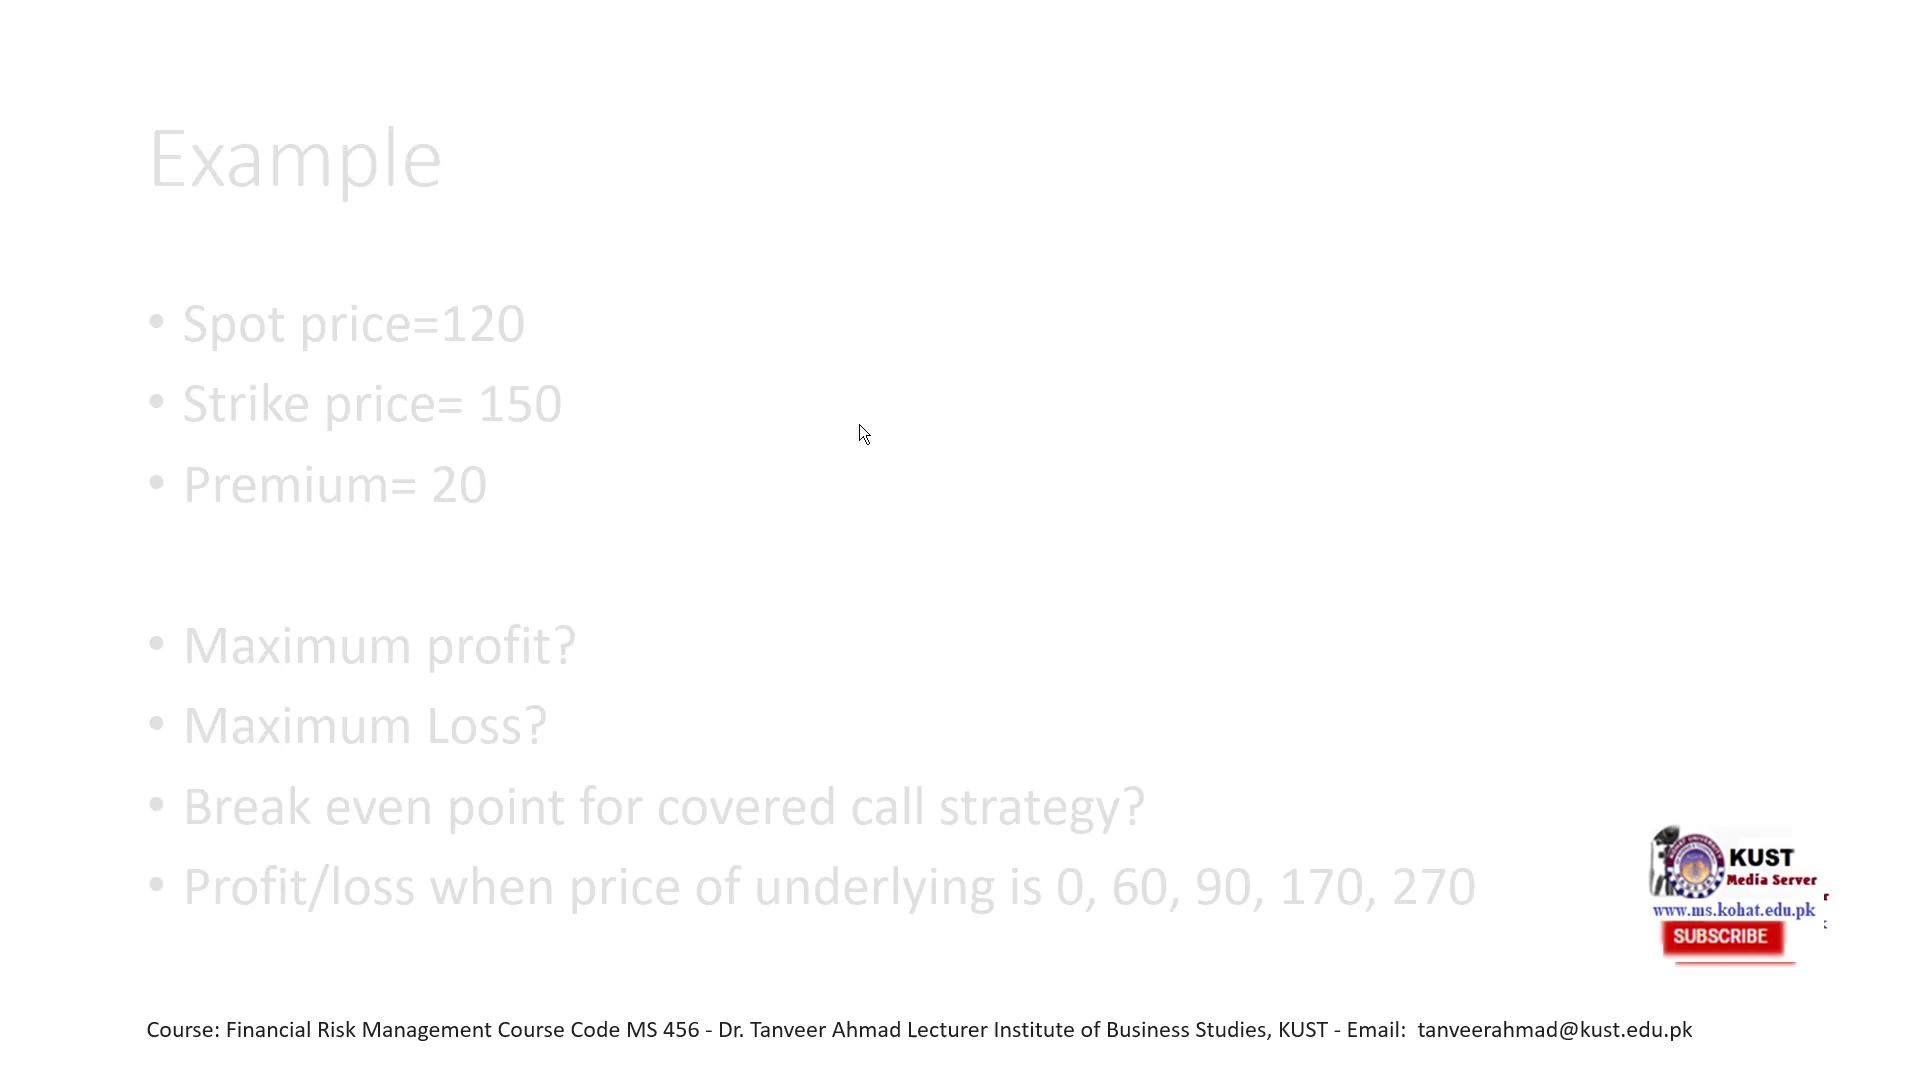 Example
• Spot price=120
• Strike price= 150
• Premium= 20
• Maximum profit?
• Maximum Loss?
• Break even point for covered call strategy?
• Profit/loss when price of underlying is 0, 60, 90, 170, 270
KUST
Media Server
www.ms.kohat.edu.pk
SUBSCRIBE
Course: Financial Risk Management Course Code MS 456 - Dr. Tanveer Ahmad Lecturer Institute of Business Studies, KUST - Email:  tanveerahmad@kust.edu.pk